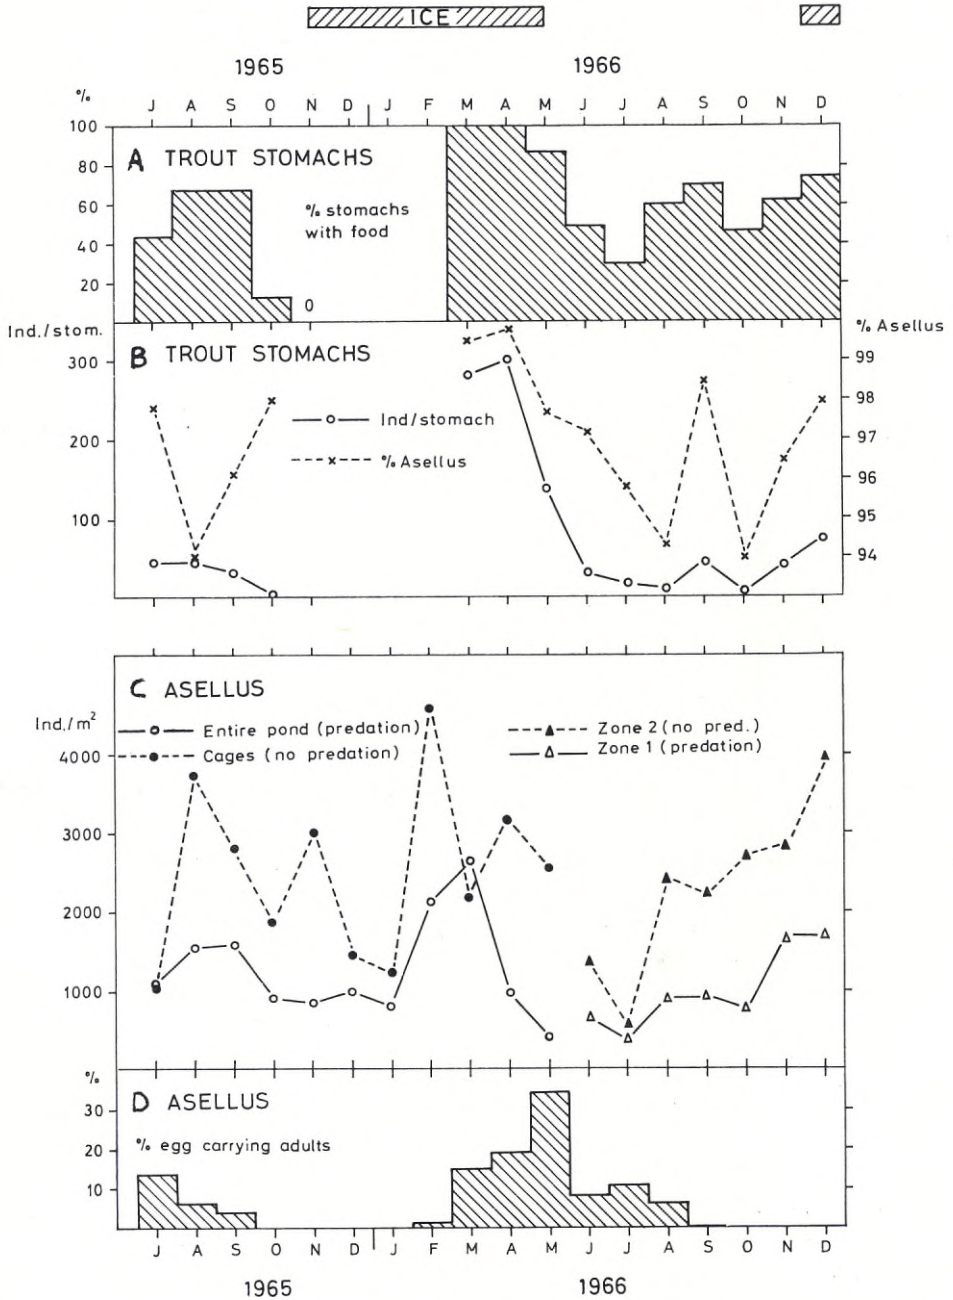 ICE
1965 1966
% J A S O N D J F M A M J J A S O N D
100
A TROUT STOMACHS
80
60
% stomachs
with food
40
20
0
Ind./stom.
% Asellus
B TROUT STOMACHS
300
200
100
Ind/stomach
% Asellus
99
98
97
96
95
94
C ASELLUS
Ind./m²
Entire pond (predation)
Cages (no predation)
Zone 2 (no pred.)
Zone 1 (predation)
4000
3000
2000
1000
%
D ASELLUS
30
% egg carrying adults
20
10
J A S O N D J F M A M J J A S O N D
1965 1966